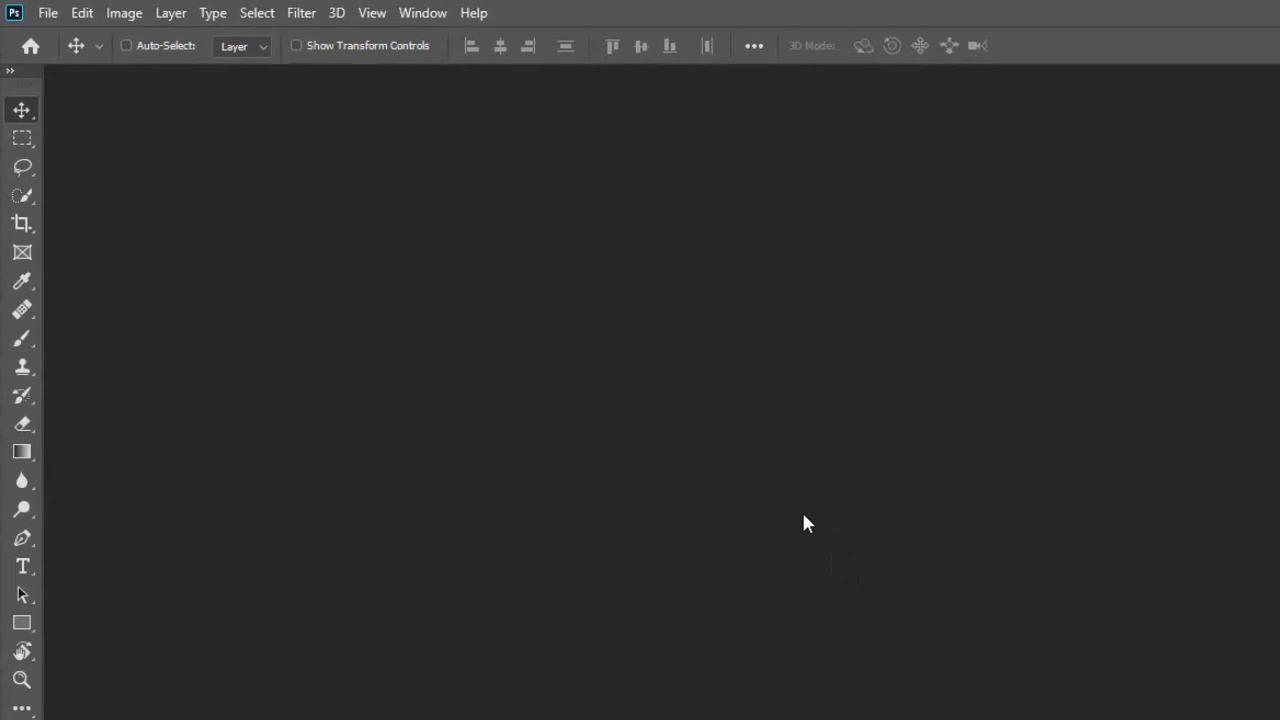 Ps File Edit Image Layer Type Select Filter 3D View Window Help
Auto-Select: Layer Show Transform Controls 3D Mode: